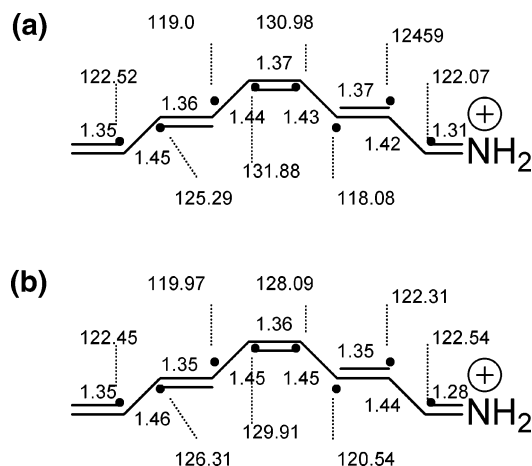 (a)
119.0 130.98 12459
122.52 1.37 1.37 122.07
1.35 1.36 1.44 1.43 1.31 +
1.45 1.42 NH2
125.29 131.88 118.08
(b)
119.97 128.09 122.31
122.45 1.36 1.35 122.54
1.35 1.35 1.45 1.45 1.28 +
1.46 1.44 NH2
129.91
126.31 120.54